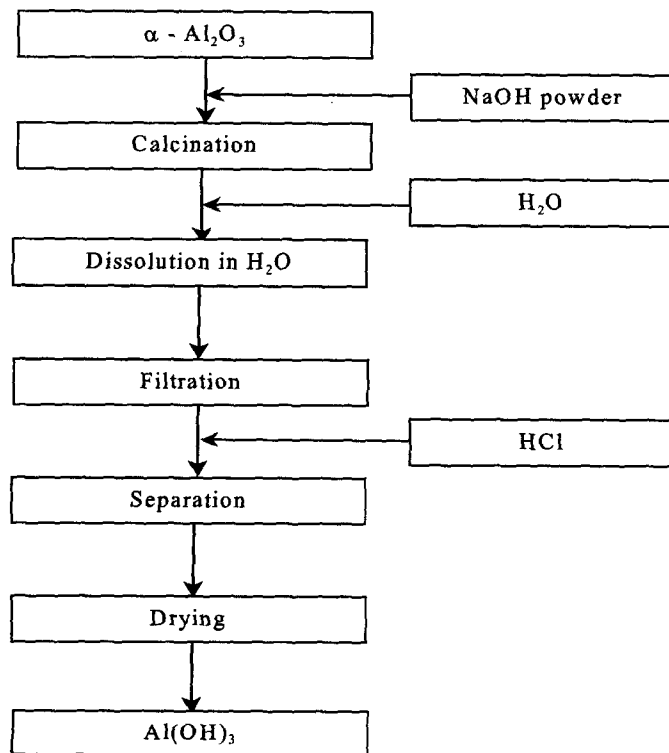 α - Al₂O₃
NaOH powder
Calcination
H₂O
Dissolution in H₂O
Filtration
HCl
Separation
Drying
Al(OH)₃